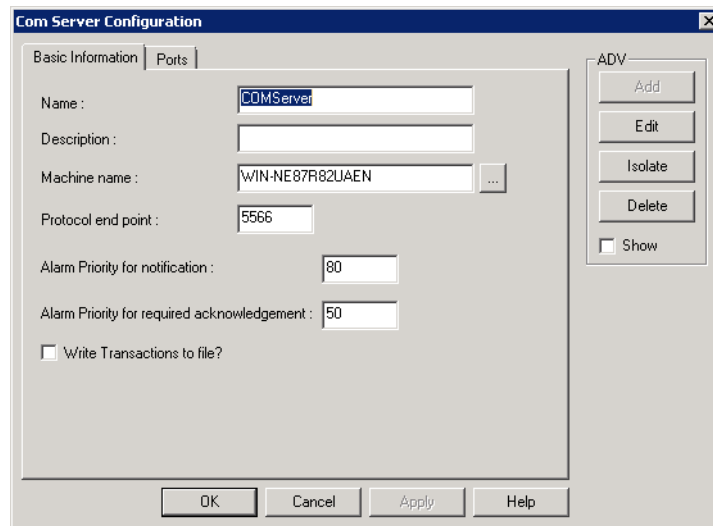 Com Server Configuration
Basic Information Ports
Name : COMServer
Description :
Machine name : WIN-NE87R82UAEN ...
Protocol end point : 5566
Alarm Priority for notification : 80
Alarm Priority for required acknowledgement : 50
Write Transactions to file?
ADV
Add
Edit
Isolate
Delete
Show
OK Cancel Apply Help